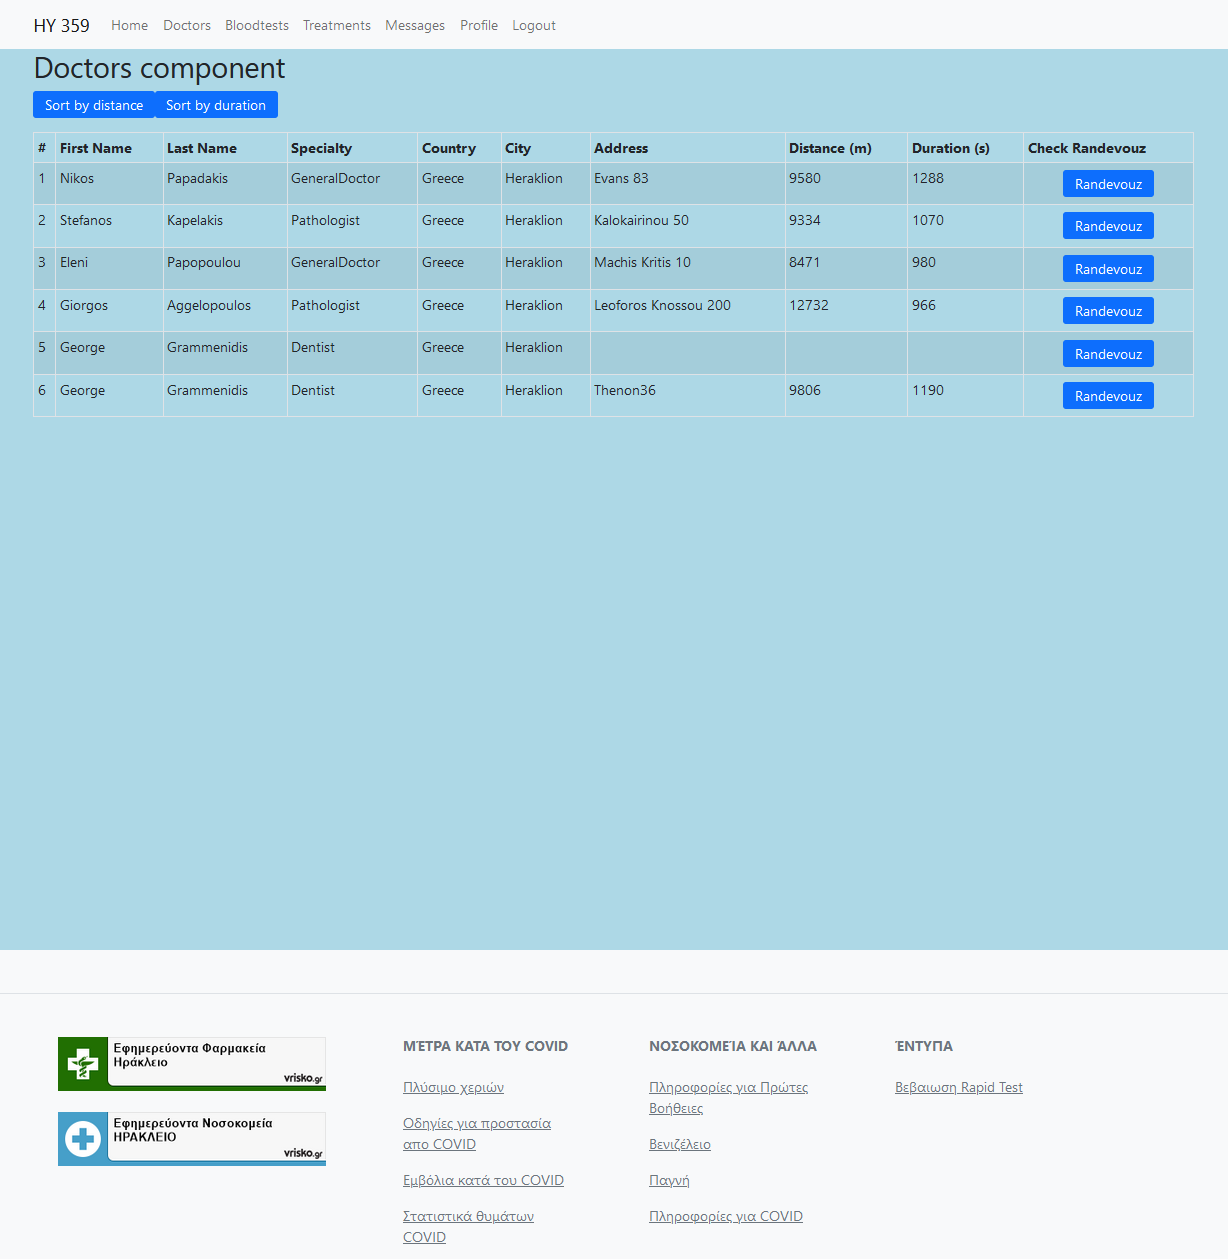 HY 359 Home Doctors Bloodtests Treatments Messages Profile Logout
Doctors component
Sort by distance Sort by duration
# First Name Last Name Specialty Country City Address Distance (m) Duration (s) Check Randevouz
1 Nikos Papadakis GeneralDoctor Greece Heraklion Evans 83 9580 1288 Randevouz
2 Stefanos Kapelakis Pathologist Greece Heraklion Kalokairinou 50 9334 1070 Randevouz
3 Eleni Papopoulou GeneralDoctor Greece Heraklion Machis Kritis 10 8471 980 Randevouz
4 Giorgos Aggelopoulos Pathologist Greece Heraklion Leoforos Knossou 200 12732 966 Randevouz
5 George Grammenidis Dentist Greece Heraklion Randevouz
6 George Grammenidis Dentist Greece Heraklion Thenon36 9806 1190 Randevouz
Εφημερεύοντα Φαρμακεία
Ηράκλειο
vrisko.gr
Εφημερεύοντα Νοσοκομεία
ΗΡΑΚΛΕΙΟ
vrisko.gr
ΜΈΤΡΑ ΚΑΤΑ ΤΟΥ COVID
Πλύσιμο χεριών
Οδηγίες για προστασία
απο COVID
Εμβόλια κατά του COVID
Στατιστικά θυμάτων
COVID
ΝΟΣΟΚΟΜΕΊΑ ΚΑΙ ΆΛΛΑ
Πληροφορίες για Πρώτες
Βοήθειες
Βενιζέλειο
Παγνή
Πληροφορίες για COVID
ΈΝΤΥΠΑ
Βεβαιωση Rapid Test